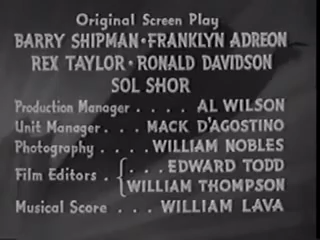 Original Screen Play
BARRY SHIPMAN·FRANKLYN ADREON
REX TAYLOR·RONALD DAVIDSON
SOL SHOR
Production Manager . . . . AL WILSON
Unit Manager . . . MACK D'AGOSTINO
Photography . . . . WILLIAM NOBLES
Film Editors . { . . . EDWARD TODD
WILLIAM THOMPSON
Musical Score . . . WILLIAM LAVA